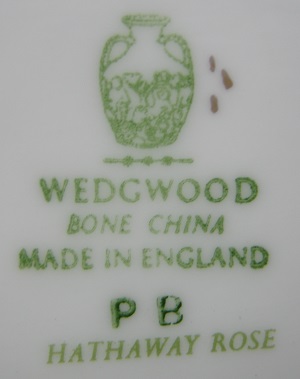 WEDGWOOD
BONE CHINA
MADE IN ENGLAND
P B
HATHAWAY ROSE